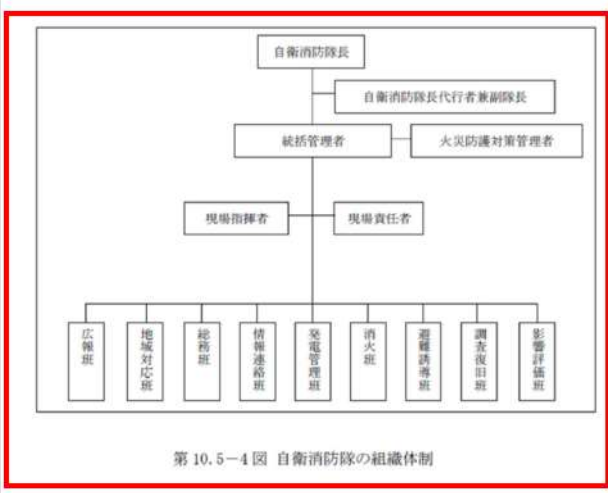 自衛消防隊長
自衛消防隊長代行者兼副隊長
統括管理者
火災防護対策管理者
現場指揮者
現場責任者
広報班
地域対応班
総務班
情報連絡班
発電管理班
消火班
避難誘導班
調査復旧班
影響評価班
第 10.5－4 図 自衛消防隊の組織体制